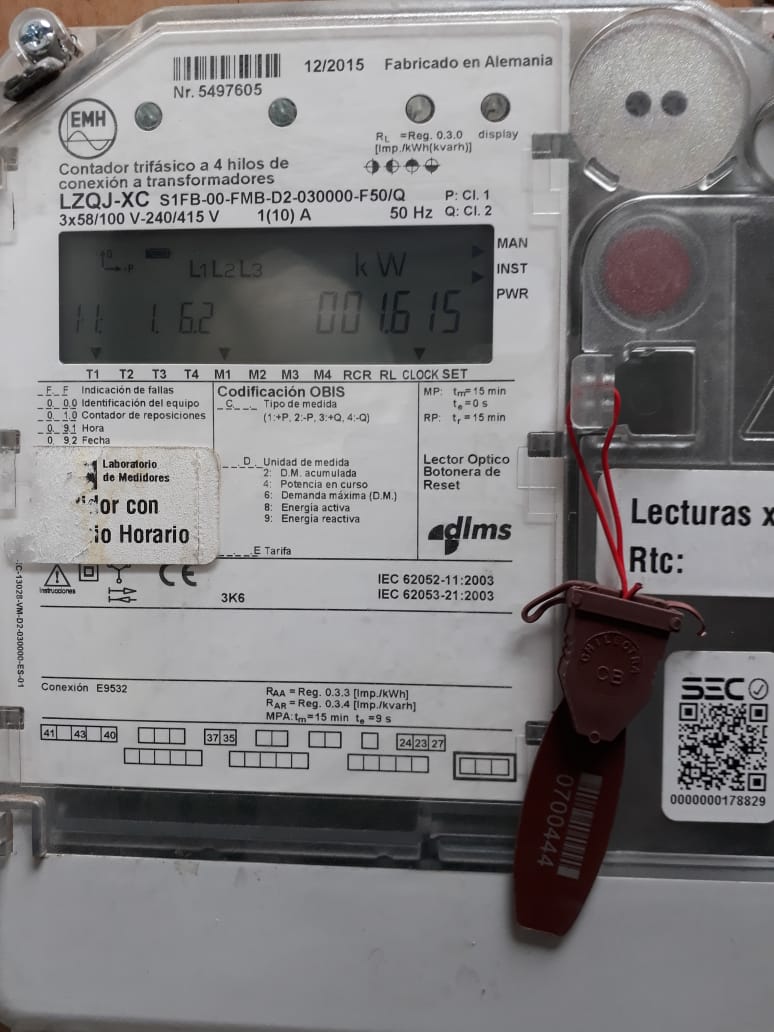 12/2015 Fabricado en Alemania
Nr. 5497605
EMH
RL =Reg. 0.3.0 display
[Imp./kWh(kvarh)]
Contador trifásico a 4 hilos de
conexión a transformadores
LZQJ-XC S1FB-00-FMB-D2-030000-F50/Q P: Cl. 1
3x58/100 V-240/415 V 1(10) A 50 Hz Q: Cl. 2
MAN
L1L2L3 kW
INST
PWR
11: 1. 6.2 001.615
T1 T2 T3 T4 M1 M2 M3 M4 RCR RL CLOCK SET
_ F. F Indicación de fallas
_ 0. 0.0 Identificación del equipo
_ 0. 1.0 Contador de reposiciones
_ 0. 9.1 Hora
0 9.2 Fecha
Codificación OBIS
_ C._ _ _ Tipo de medida
(1:+P, 2:-P, 3:+Q, 4:-Q)
_ _ D._ _ Unidad de medida
2: D.M. acumulada
4: Potencia en curso
6: Demanda máxima (D.M.)
8: Energía activa
9: Energía reactiva
_ _ _ _.E Tarifa
MP: tm=15 min
te=0 s
RP: tr=15 min
Lector Optico
Botonera de
Reset
dlms
Laboratorio
de Medidores
dor con
io Horario
Instrucciones
CE
3K6
IEC 62052-11:2003
IEC 62053-21:2003
C-13028-VM-D2-030000-ES-01
Conexión E9532
RAA = Reg. 0.3.3 [Imp./kWh]
RAR = Reg. 0.3.4 [Imp./kvarh]
MPA: tm=15 min te =9 s
41 43 40 37 35 24 23 27
Lecturas x
Rtc:
CHILECTRA
CB
0700444
SEC
0000000178829